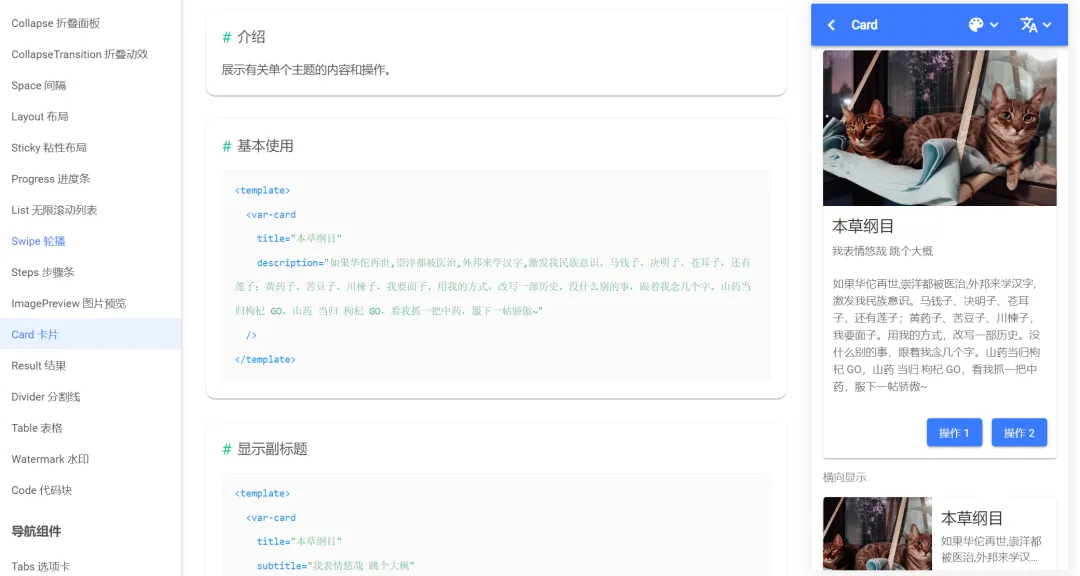 Collapse 折叠面板
CollapseTransition 折叠动效
Space 间隔
Layout 布局
Sticky 粘性布局
Progress 进度条
List 无限滚动列表
Swipe 轮播
Steps 步骤条
ImagePreview 图片预览
Card 卡片
Result 结果
Divider 分割线
Table 表格
Watermark 水印
Code 代码块
导航组件
Tabs 选项卡
# 介绍
展示有关单个主题的内容和操作。
# 基本使用
<template>
<var-card
title="本草纲目"
description="如果华佗再世,崇洋都被医治,外邦来学汉字,激发我民族意识。马钱子、决明子、苍耳子，还有
莲子；黄药子、苦豆子、川楝子，我要面子。用我的方式，改写一部历史。没什么别的事，跟着我念几个字。山药当
归枸杞 GO，山药 当归 枸杞 GO，看我抓一把中药，服下一帖骄傲~"
/>
</template>
# 显示副标题
<template>
<var-card
title="本草纲目"
subtitle="我表情悠哉 跳个大概"
Card
本草纲目
我表情悠哉 跳个大概
如果华佗再世,崇洋都被医治,外邦来学汉字,
激发我民族意识。马钱子、决明子、苍耳
子，还有莲子；黄药子、苦豆子、川楝子，
我要面子。用我的方式，改写一部历史。没
什么别的事，跟着我念几个字。山药当归枸
杞 GO，山药 当归 枸杞 GO，看我抓一把中
药，服下一帖骄傲~
操作 1
操作 2
横向显示
本草纲目
如果华佗再世,崇洋都
被医治,外邦来学汉...